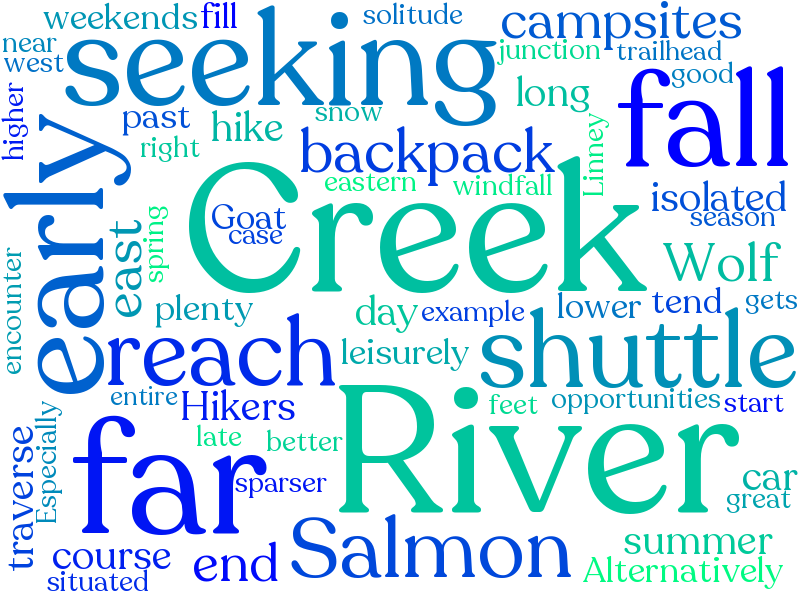 weekends
fill
solitude
campsites
near
west
seeking
junction
trailhead
good
higher
past
hike
snow
long
fall
right
backpack
Linney
early
eastern
windfall
isolated
season
Goat
case
Creek
east
spring
Wolf
encounter
plenty
day
example
lower
tend
gets
reach
leisurely
shuttle
entire
Hikers
feet
opportunities
start
Especially
late
better
River
traverse
far
sparser
car
great
course
situated
end
Salmon
summer
Alternatively